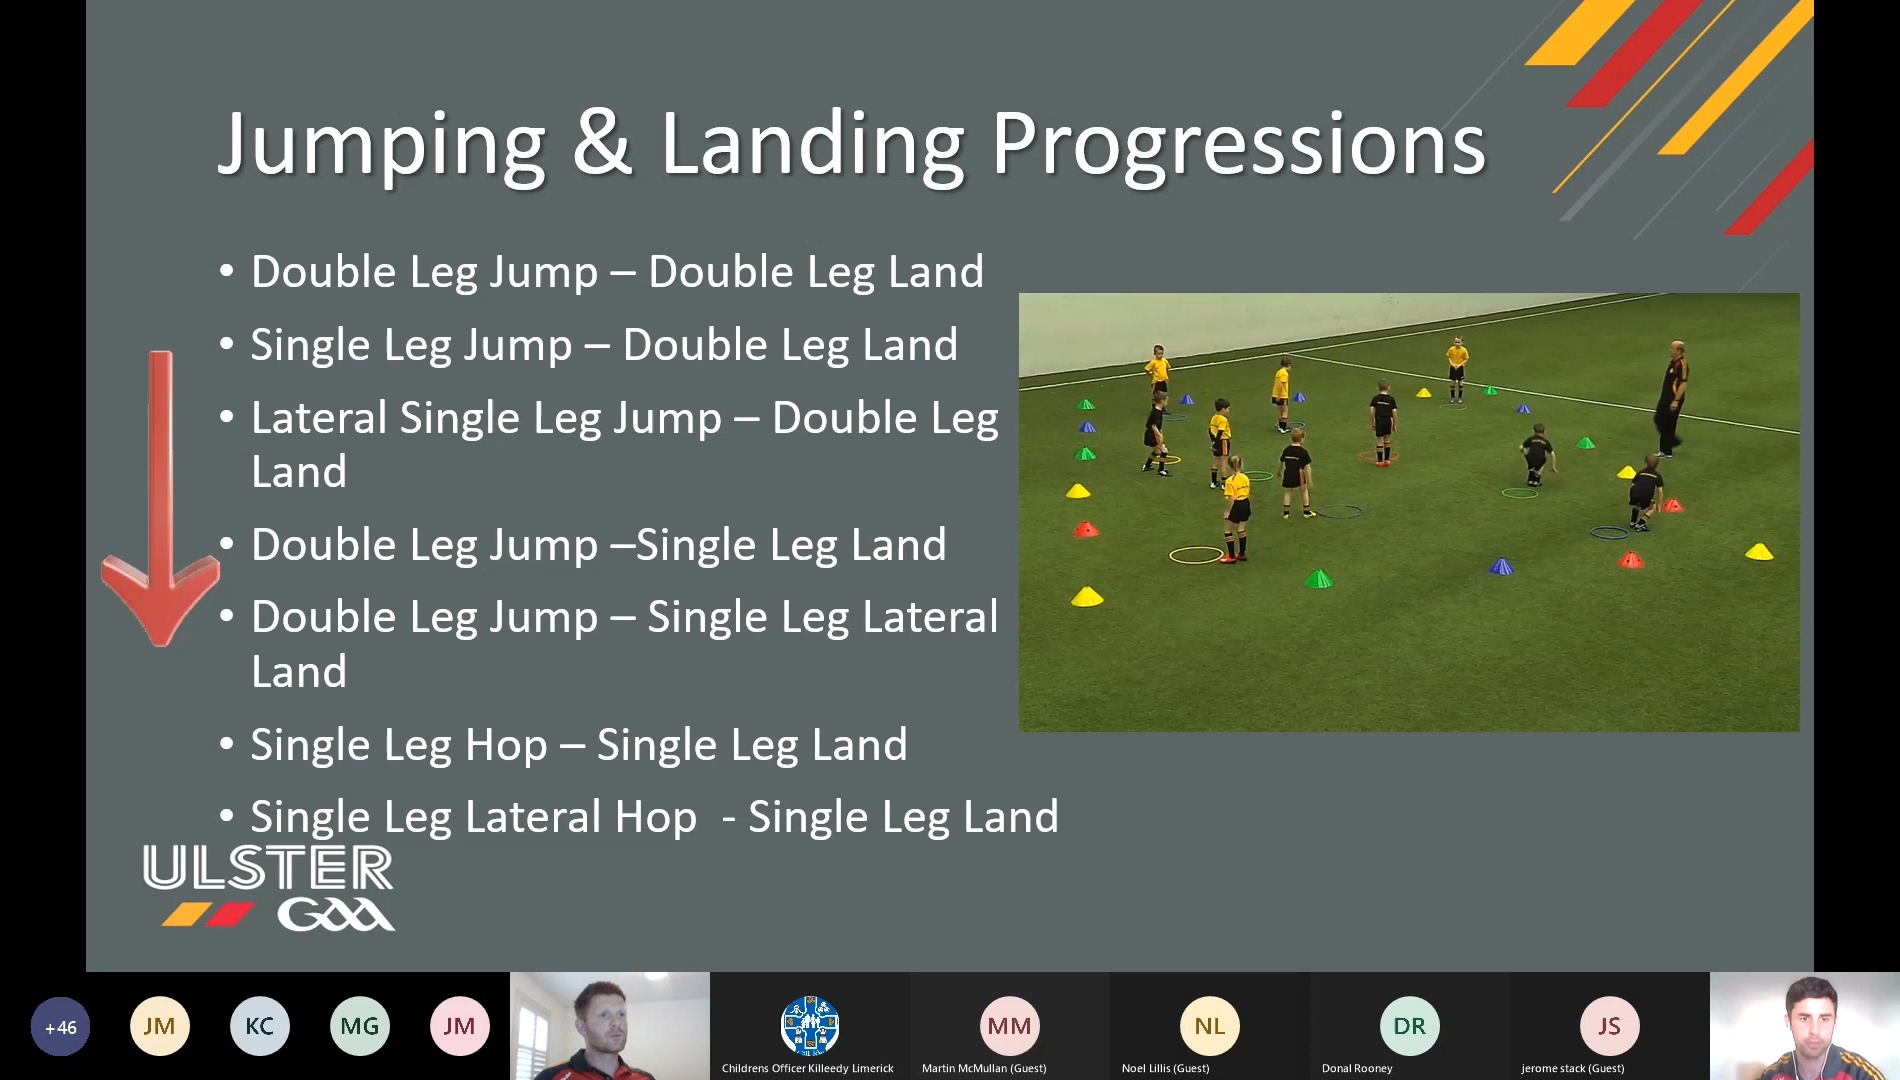 Jumping & Landing Progressions
• Double Leg Jump – Double Leg Land
• Single Leg Jump – Double Leg Land
• Lateral Single Leg Jump – Double Leg
Land
• Double Leg Jump –Single Leg Land
• Double Leg Jump – Single Leg Lateral
Land
• Single Leg Hop – Single Leg Land
• Single Leg Lateral Hop  - Single Leg Land
ULSTER
GAA
+46
JM
KC
MG
JM
MM
NL
DR
JS
Childrens Officer Killeedy Limerick
Martin McMullan (Guest)
Noel Lillis (Guest)
Donal Rooney
jerome stack (Guest)